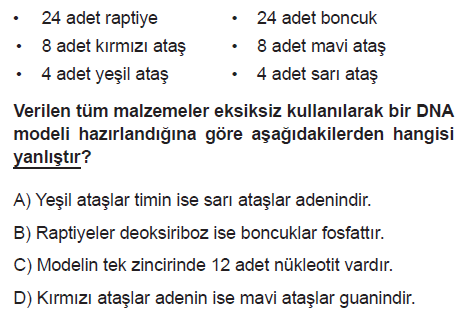 • 24 adet raptiye • 24 adet boncuk
• 8 adet kırmızı ataş • 8 adet mavi ataş
• 4 adet yeşil ataş • 4 adet sarı ataş
Verilen tüm malzemeler eksiksiz kullanılarak bir DNA
modeli hazırlandığına göre aşağıdakilerden hangisi
yanlıştır?
A) Yeşil ataşlar timin ise sarı ataşlar adenindir.
B) Raptiyeler deoksiriboz ise boncuklar fosfattır.
C) Modelin tek zincirinde 12 adet nükleotit vardır.
D) Kırmızı ataşlar adenin ise mavi ataşlar guanindir.